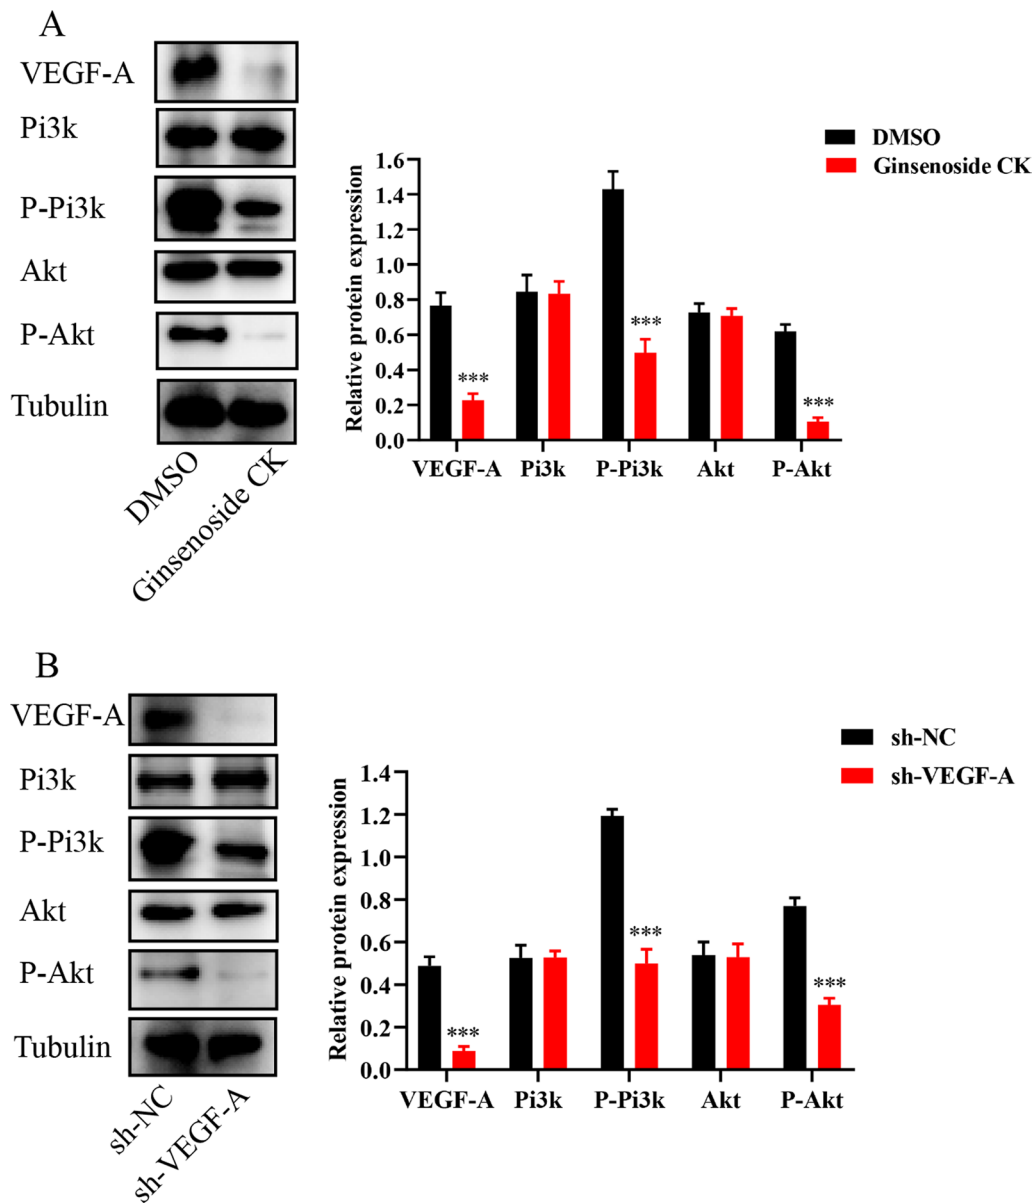 A
VEGF-A
Pi3k
P-Pi3k
Akt
P-Akt
Tubulin
DMSO
Ginsenoside CK
DMSO
Ginsenoside CK
Relative protein expression
1.6
1.4
1.2
1.0
0.8
0.6
0.4
0.2
0.0
***
***
***
VEGF-A Pi3k P-Pi3k Akt P-Akt
B
VEGF-A
Pi3k
P-Pi3k
Akt
P-Akt
Tubulin
sh-NC
sh-VEGF-A
sh-NC
sh-VEGF-A
Relative protein expression
1.4
1.2
1.0
0.8
0.6
0.4
0.2
0.0
***
***
***
VEGF-A Pi3k P-Pi3k Akt P-Akt